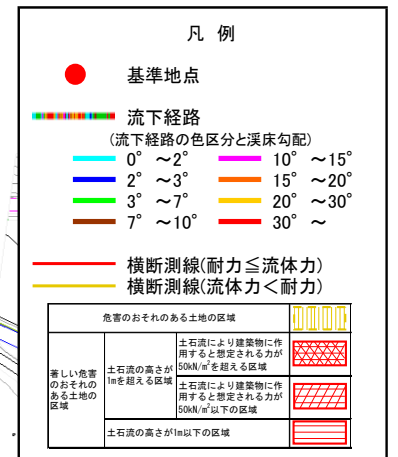 凡 例
基準地点
流下経路
(流下経路の色区分と渓床勾配)
0° ～2° 10° ～15°
2° ～3° 15° ～20°
3° ～7° 20° ～30°
7° ～10° 30° ～
横断測線(耐力≦流体力)
横断測線(流体力＜耐力)
危害のおそれのある土地の区域
著しい危害
のおそれの
ある土地の
区域
土石流の高さが
1mを超える区域
土石流により建築物に作
用すると想定される力が
50kN/m²を超える区域
土石流により建築物に作
用すると想定される力が
50kN/m²以下の区域
土石流の高さが1m以下の区域